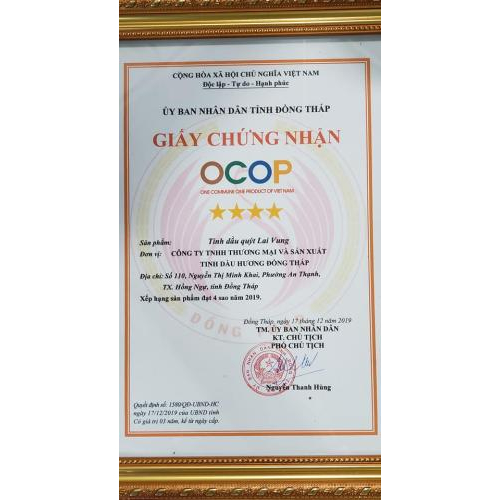 CỘNG HÒA XÃ HỘI CHỦ NGHĨA VIỆT NAM
Độc lập - Tự do - Hạnh phúc
ỦY BAN NHÂN DÂN TỈNH ĐỒNG THÁP
GIẤY CHỨNG NHẬN
OCOP
ONE COMMUNE ONE PRODUCT OF VIET NAM
Sản phẩm: Tinh dầu quýt Lai Vung
Đơn vị: CÔNG TY TNHH THƯƠNG MẠI VÀ SẢN XUẤT
TINH DẦU HƯƠNG ĐỒNG THÁP
Địa chỉ: Số 110, Nguyễn Thị Minh Khai, Phường An Thạnh,
TX. Hồng Ngự, tỉnh Đồng Tháp
Xếp hạng sản phẩm đạt 4 sao năm 2019.
Đồng Tháp, ngày 17 tháng 12 năm 2019
TM. ỦY BAN NHÂN DÂN
KT. CHỦ TỊCH
PHÓ CHỦ TỊCH
Nguyễn Thanh Hùng
Quyết định số: 1580/QĐ-UBND-HC
ngày 17/12/2019 của UBND tỉnh
Có giá trị 03 năm, kể từ ngày cấp.